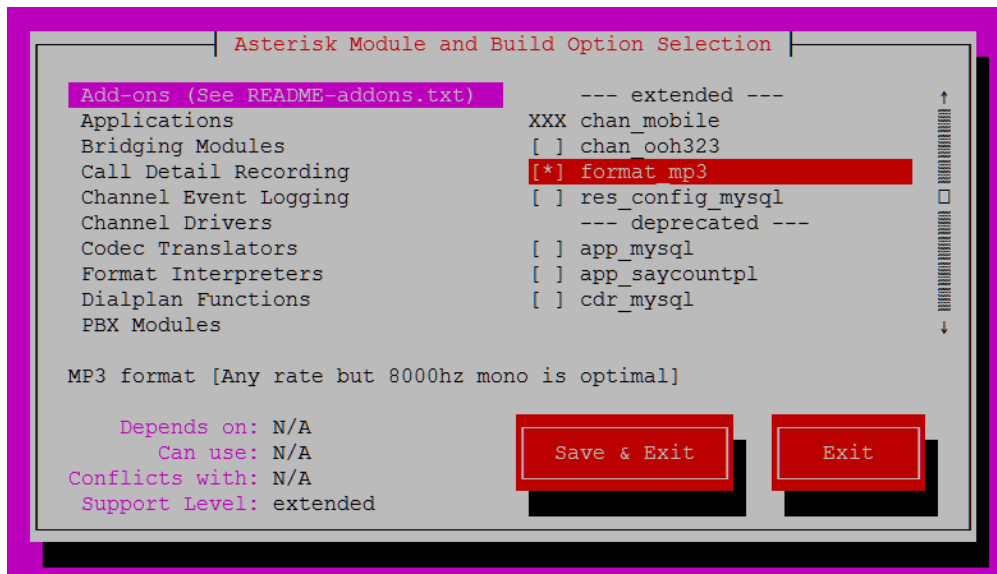 Asterisk Module and Build Option Selection
Add-ons (See README-addons.txt)
Applications
Bridging Modules
Call Detail Recording
Channel Event Logging
Channel Drivers
Codec Translators
Format Interpreters
Dialplan Functions
PBX Modules
--- extended ---
XXX chan_mobile
[ ] chan_ooh323
[*] format_mp3
[ ] res_config_mysql
--- deprecated ---
[ ] app_mysql
[ ] app_saycountpl
[ ] cdr_mysql
MP3 format [Any rate but 8000hz mono is optimal]
Depends on: N/A
Can use: N/A
Conflicts with: N/A
Support Level: extended
Save & Exit
Exit